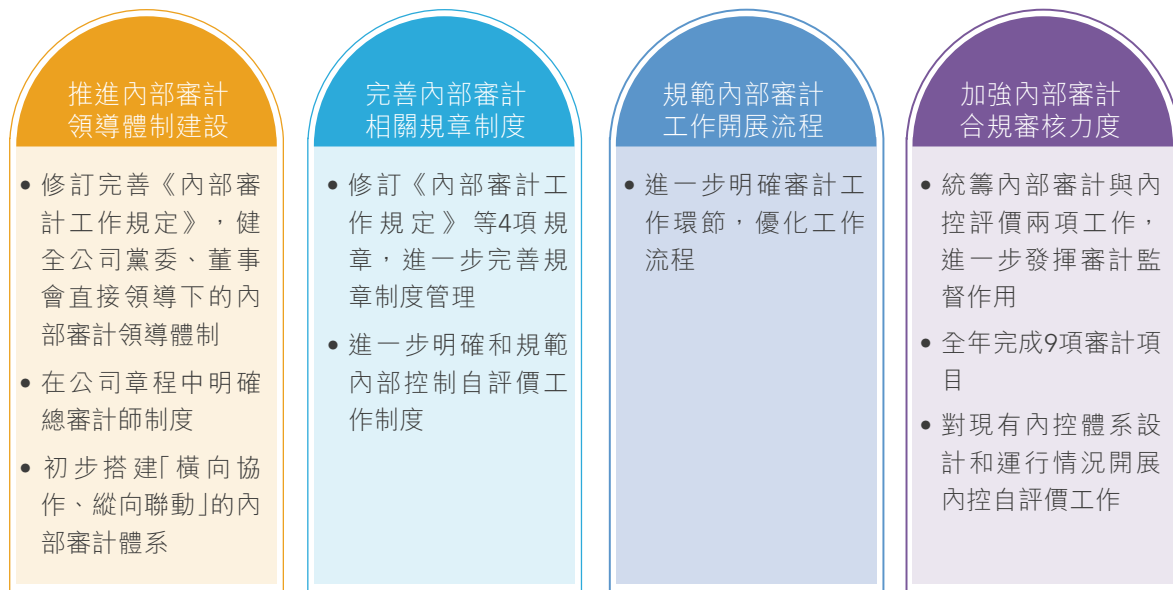 推進內部審計
領導體制建設
• 修訂完善《內部審
計工作規定》，健
全公司黨委、董事
會直接領導下的內
部審計領導體制
• 在公司章程中明確
總審計師制度
• 初步搭建「橫向協
作、縱向聯動」的內
部審計體系
完善內部審計
相關規章制度
• 修訂《內部審計工
作規定》等4項規
章，進一步完善規
章制度管理
• 進一步明確和規範
內部控制自評價工
作制度
規範內部審計
工作開展流程
• 進一步明確審計工
作環節，優化工作
流程
加強內部審計
合規審核力度
• 統籌內部審計與內
控評價兩項工作，
進一步發揮審計監
督作用
• 全年完成9項審計項
目
• 對現有內控體系設
計和運行情況開展
內控自評價工作